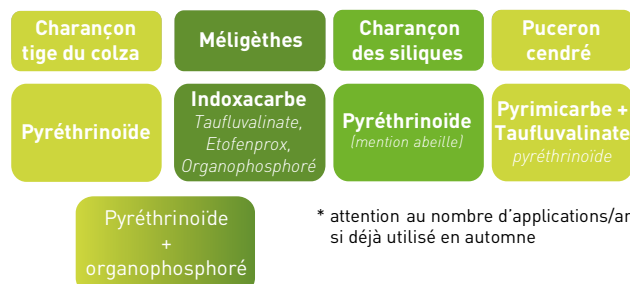 Charançon
tige du colza
Méligèthes
Charançon
des siliques
Puceron
cendré
Pyréthrinoïde
Indoxacarbe
Taufluvalinate,
Etofenprox,
Organophosphoré
Pyréthrinoïde
(mention abeille)
Pyrimicarbe +
Taufluvalinate
pyréthrinoïde
Pyréthrinoïde
+
organophosphoré
* attention au nombre d'applications/an
si déjà utilisé en automne